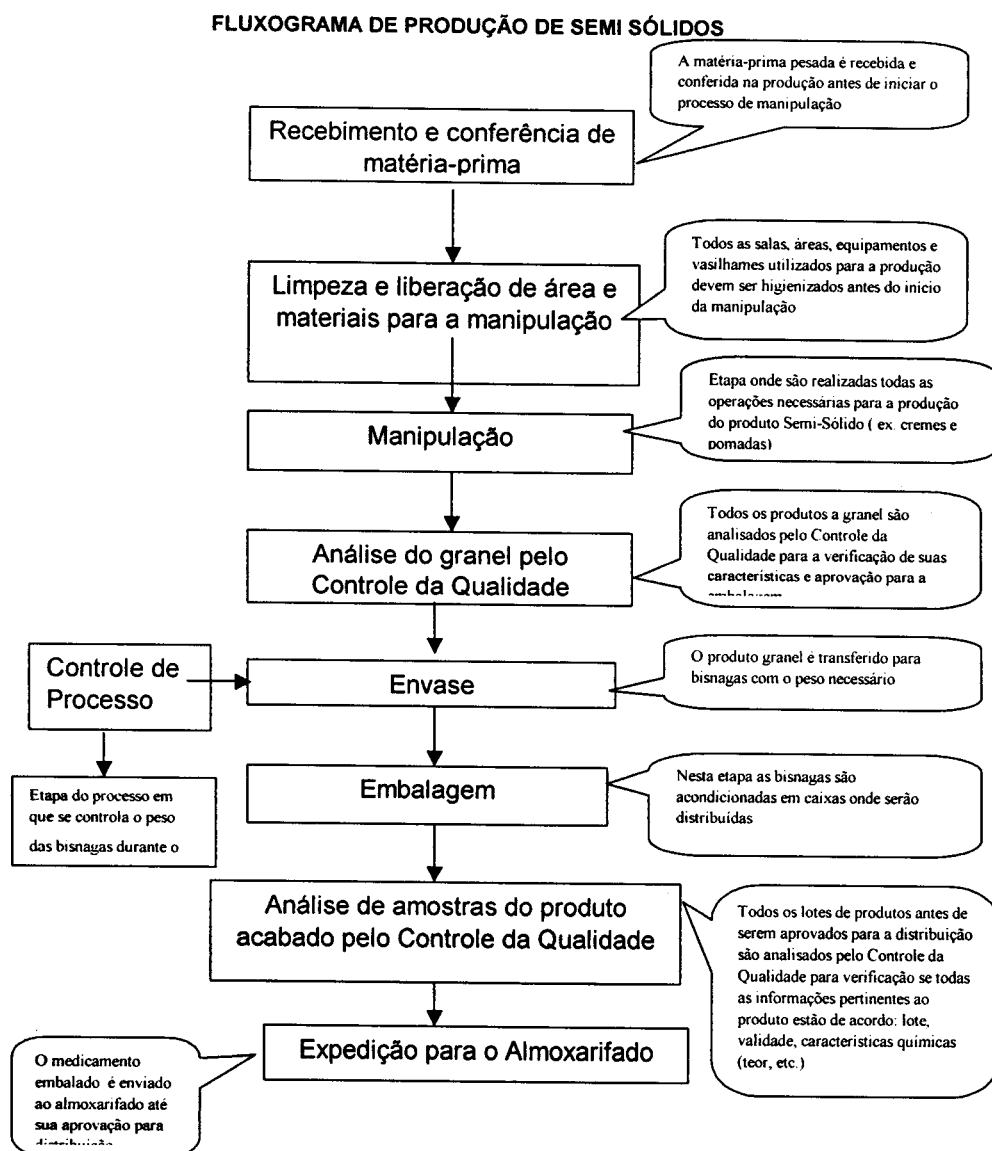 FLUXOGRAMA DE PRODUÇÃO DE SEMI SÓLIDOS
A matéria-prima pesada é recebida e
conferida na produção antes de iniciar o
processo de manipulação
Recebimento e conferência de
matéria-prima
Todos as salas, áreas, equipamentos e
vasilhames utilizados para a produção
devem ser higienizados antes do inicio
da manipulação
Limpeza e liberação de área e
materiais para a manipulação
Etapa onde são realizadas todas as
operações necessárias para a produção
do produto Semi-Sólido ( ex. cremes e
pomadas)
Manipulação
Todos os produtos a granel são
analisados pelo Controle da
Qualidade para a verificação de suas
características e aprovação para a
embalagem
Análise do granel pelo
Controle da Qualidade
Controle de
Processo
Envase
O produto granel é transferido para
bisnagas com o peso necessário
Etapa do processo em
que se controla o peso
das bisnagas durante o
Embalagem
Nesta etapa as bisnagas são
acondicionadas em caixas onde serão
distribuídas
Análise de amostras do produto
acabado pelo Controle da Qualidade
Todos os lotes de produtos antes de
serem aprovados para a distribuição
são analisados pelo Controle da
Qualidade para verificação se todas
as informações pertinentes ao
produto estão de acordo: lote,
validade, características químicas
(teor, etc.)
Expedição para o Almoxarifado
O medicamento
embalado é enviado
ao almoxarifado até
sua aprovação para
distribuição